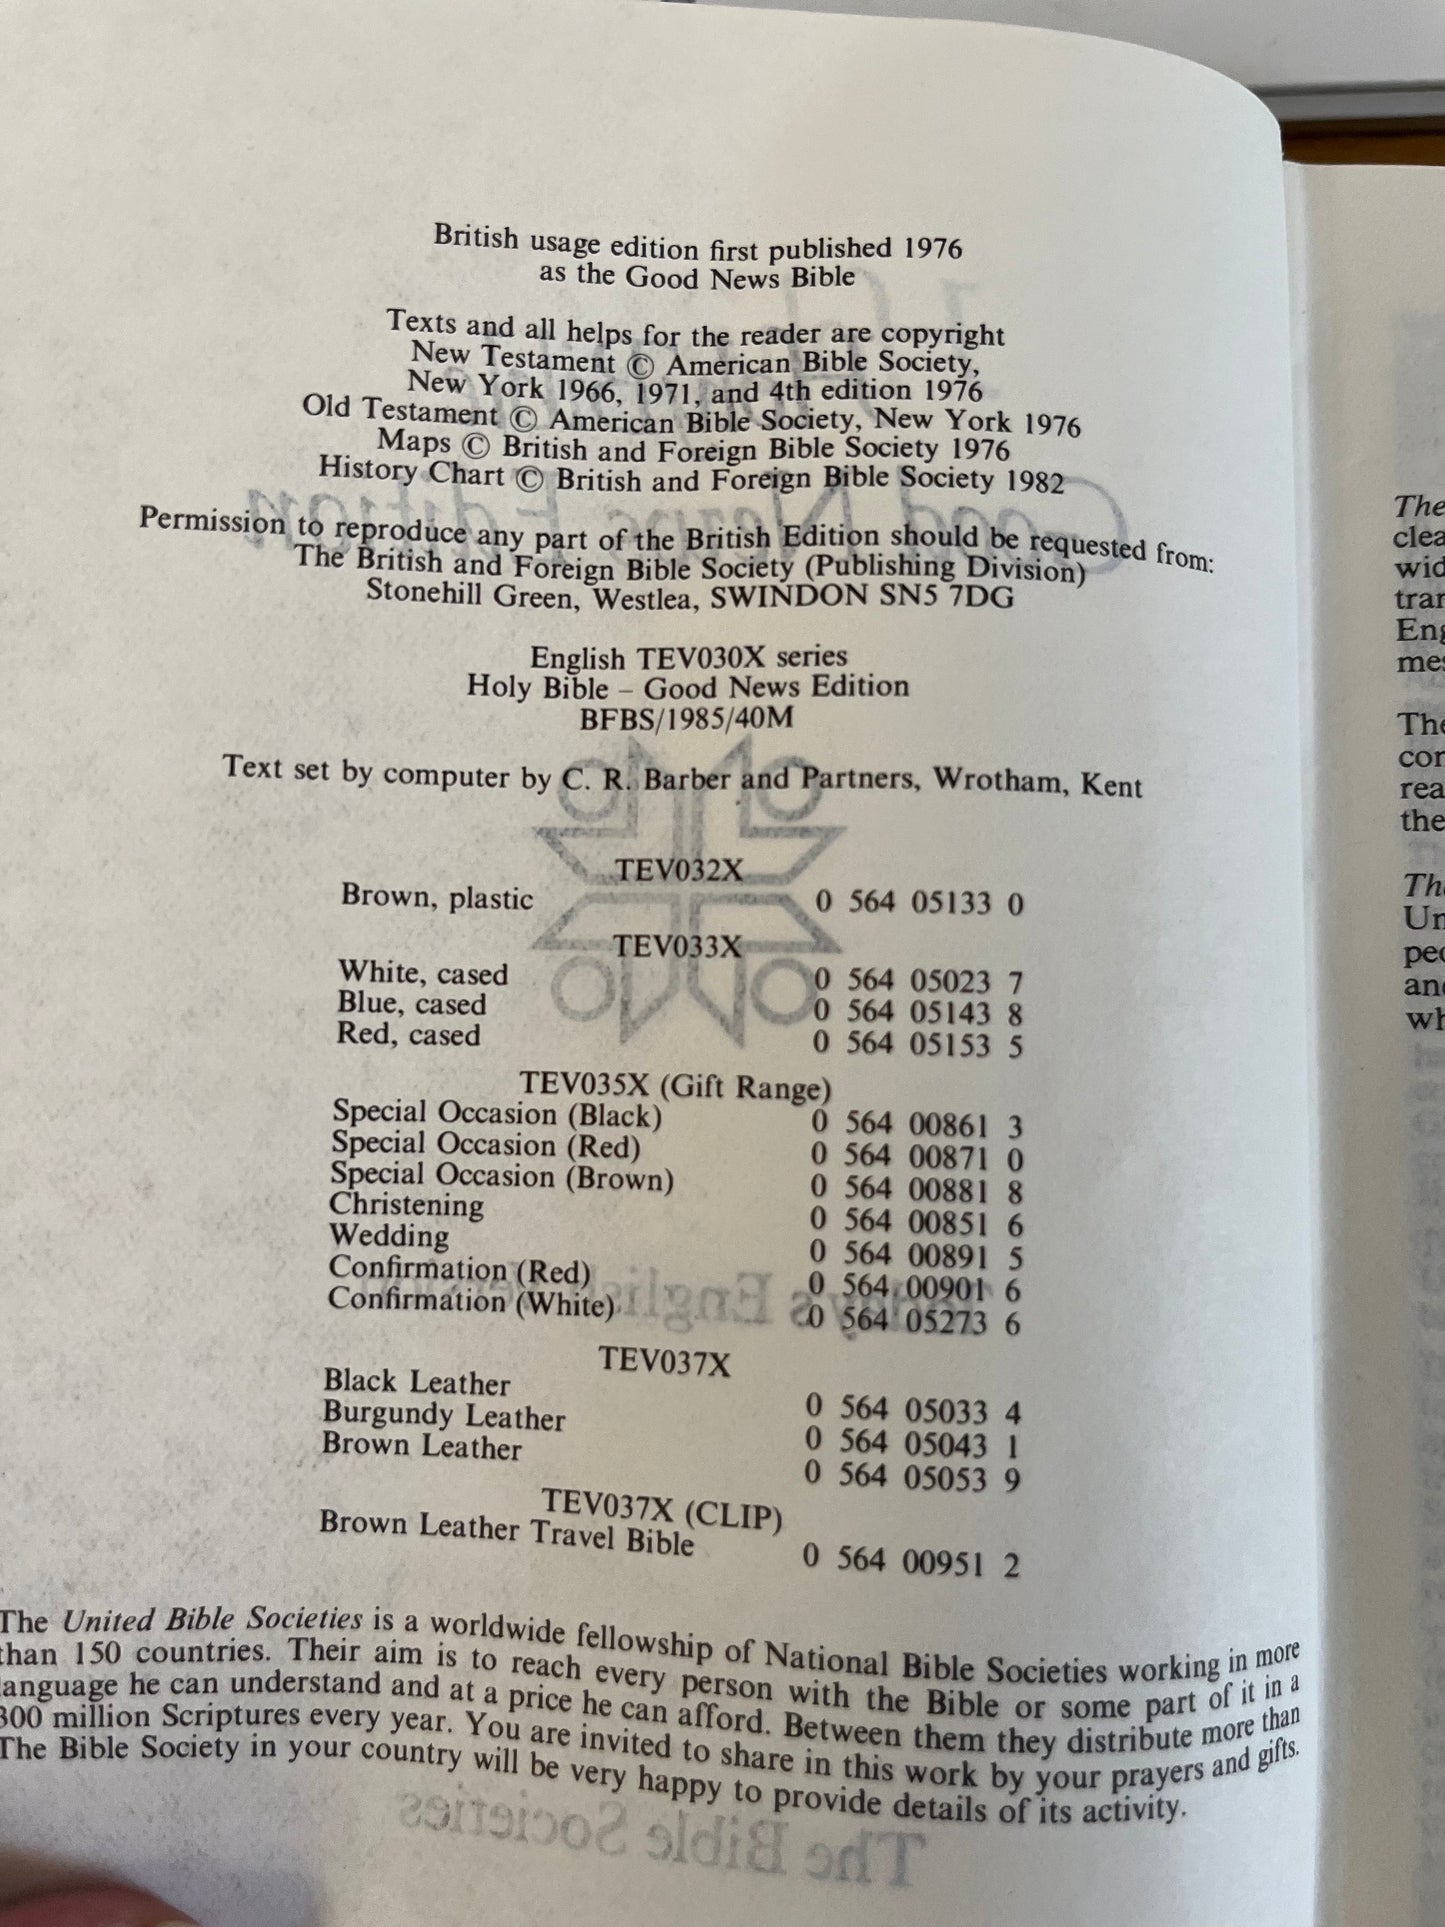 British usage edition first published 1976
as the Good News Bible
Texts and all helps for the reader are copyright
New Testament © American Bible Society,
New York 1966, 1971, and 4th edition 1976
Old Testament © American Bible Society, New York 1976
Maps © British and Foreign Bible Society 1976
History Chart © British and Foreign Bible Society 1982
Permission to reproduce any part of the British Edition should be requested from:
The British and Foreign Bible Society (Publishing Division)
Stonehill Green, Westlea, SWINDON SN5 7DG
English TEV030X series
Holy Bible – Good News Edition
BFBS/1985/40M
Text set by computer by C. R. Barber and Partners, Wrotham, Kent
TEV032X
Brown, plastic 0 564 05133 0
TEV033X
White, cased 0 564 05023 7
Blue, cased 0 564 05143 8
Red, cased 0 564 05153 5
TEV035X (Gift Range)
Special Occasion (Black) 0 564 00861 3
Special Occasion (Red) 0 564 00871 0
Special Occasion (Brown) 0 564 00881 8
Christening 0 564 00851 6
Wedding 0 564 00891 5
Confirmation (Red) 0 564 00901 6
Confirmation (White) 0 564 05273 6
TEV037X
Black Leather 0 564 05033 4
Burgundy Leather 0 564 05043 1
Brown Leather 0 564 05053 9
TEV037X (CLIP)
Brown Leather Travel Bible 0 564 00951 2
The United Bible Societies is a worldwide fellowship of National Bible Societies working in more
than 150 countries. Their aim is to reach every person with the Bible or some part of it in a
language he can understand and at a price he can afford. Between them they distribute more than
300 million Scriptures every year. You are invited to share in this work by your prayers and gifts.
The Bible Society in your country will be very happy to provide details of its activity.